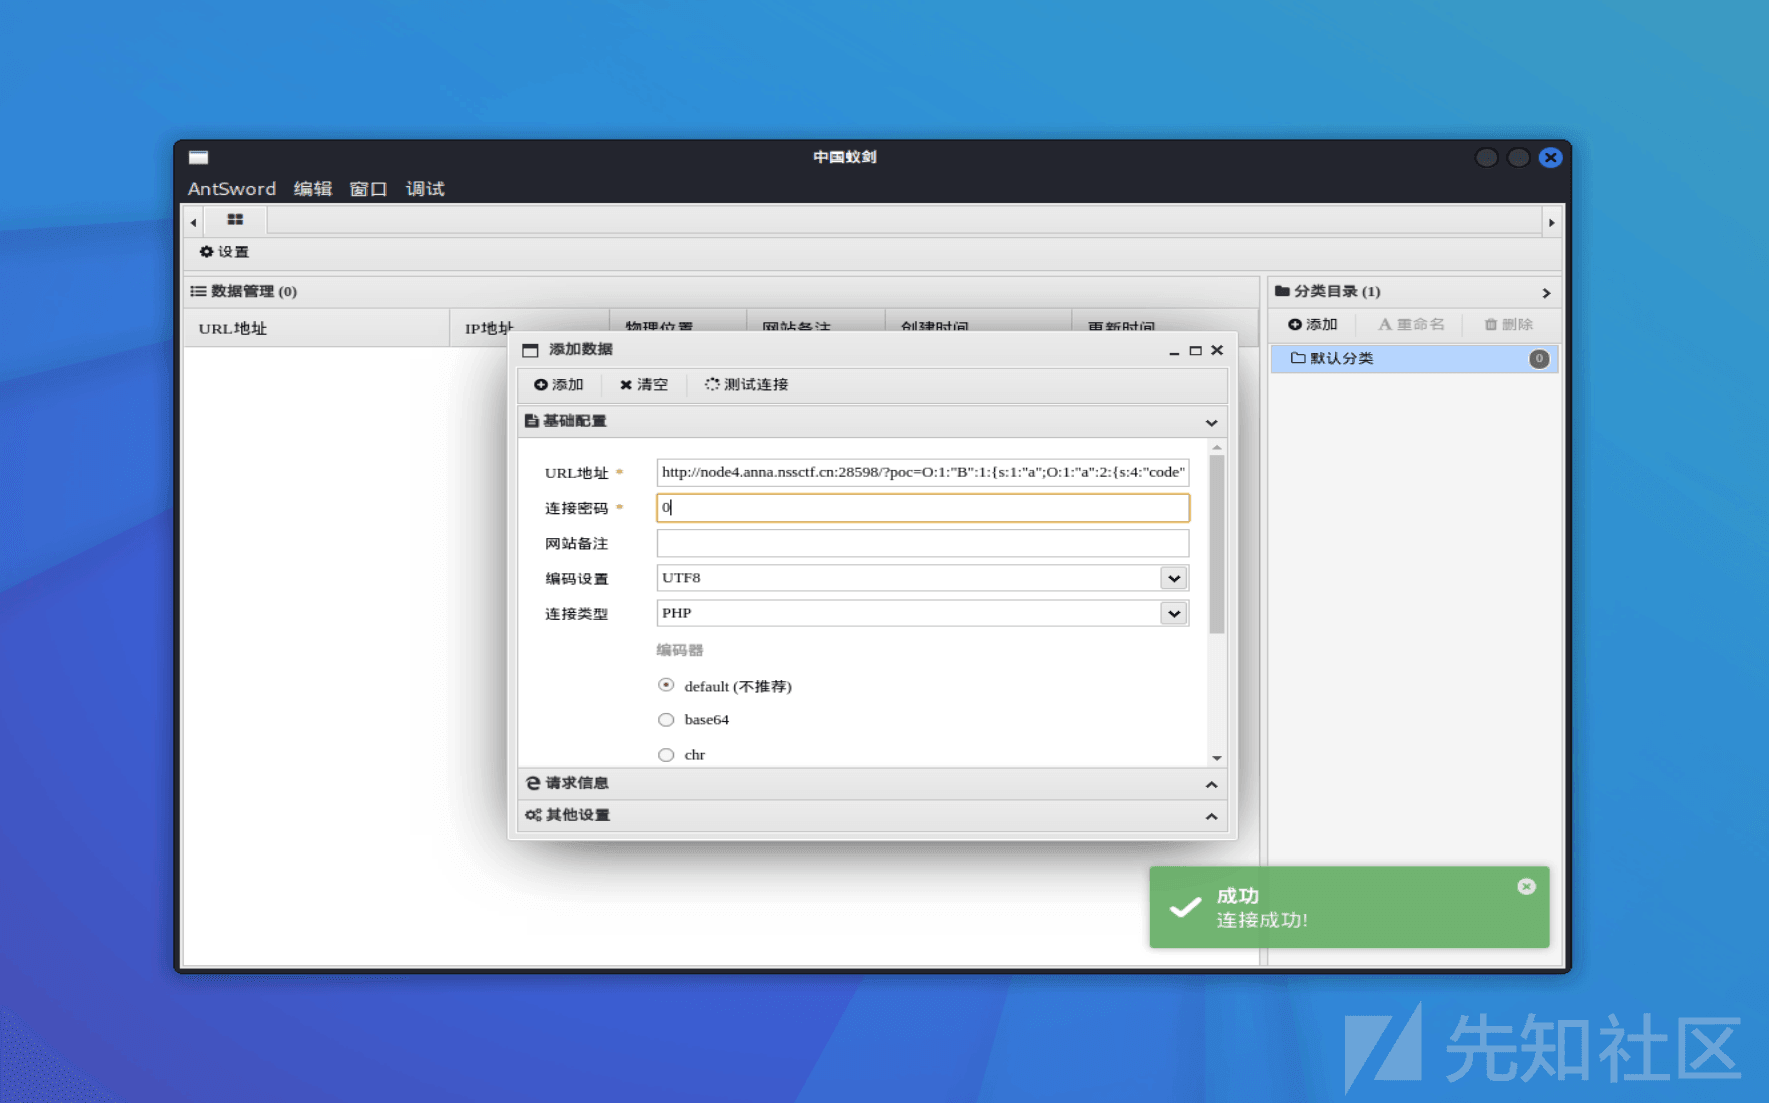 中国蚁剑
AntSword 编辑 窗口 调试
设置
数据管理 (0)
分类目录 (1)
URL地址 IP地址 物理位置 网站备注 创建时间 更新时间
添加 重命名 删除
默认分类 0
添加数据
添加 清空 测试连接
基础配置
URL地址 * http://node4.anna.nssctf.cn:28598/?poc=O:1:"B":1:{s:1:"a";O:1:"a":2:{s:4:"code"
连接密码 * 0
网站备注
编码设置 UTF8
连接类型 PHP
编码器
default (不推荐)
base64
chr
请求信息
其他设置
成功
连接成功!
先知社区